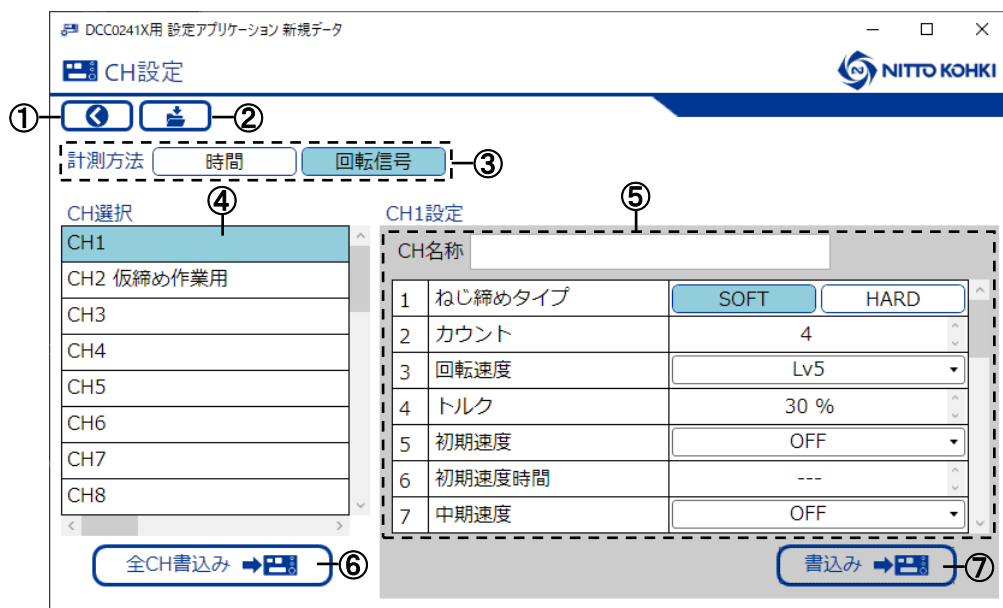 DCC0241X用 設定アプリケーション 新規データ
CH設定
NITTO KOHKI
①
②
計測方法 時間 回転信号
③
CH選択
④
CH1
CH2 仮締め作業用
CH3
CH4
CH5
CH6
CH7
CH8
全CH書込み
⑥
CH1設定
⑤
CH名称
1 ねじ締めタイプ SOFT HARD
2 カウント 4
3 回転速度 Lv5
4 トルク 30 %
5 初期速度 OFF
6 初期速度時間 ---
7 中期速度 OFF
書込み
⑦